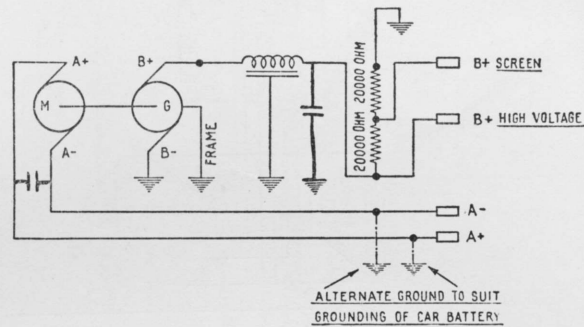 A+
B+
M
G
A-
B-
FRAME
20000 OHM
20000 OHM
B+ SCREEN
B+ HIGH VOLTAGE
A-
A+
ALTERNATE GROUND TO SUIT
GROUNDING OF CAR BATTERY